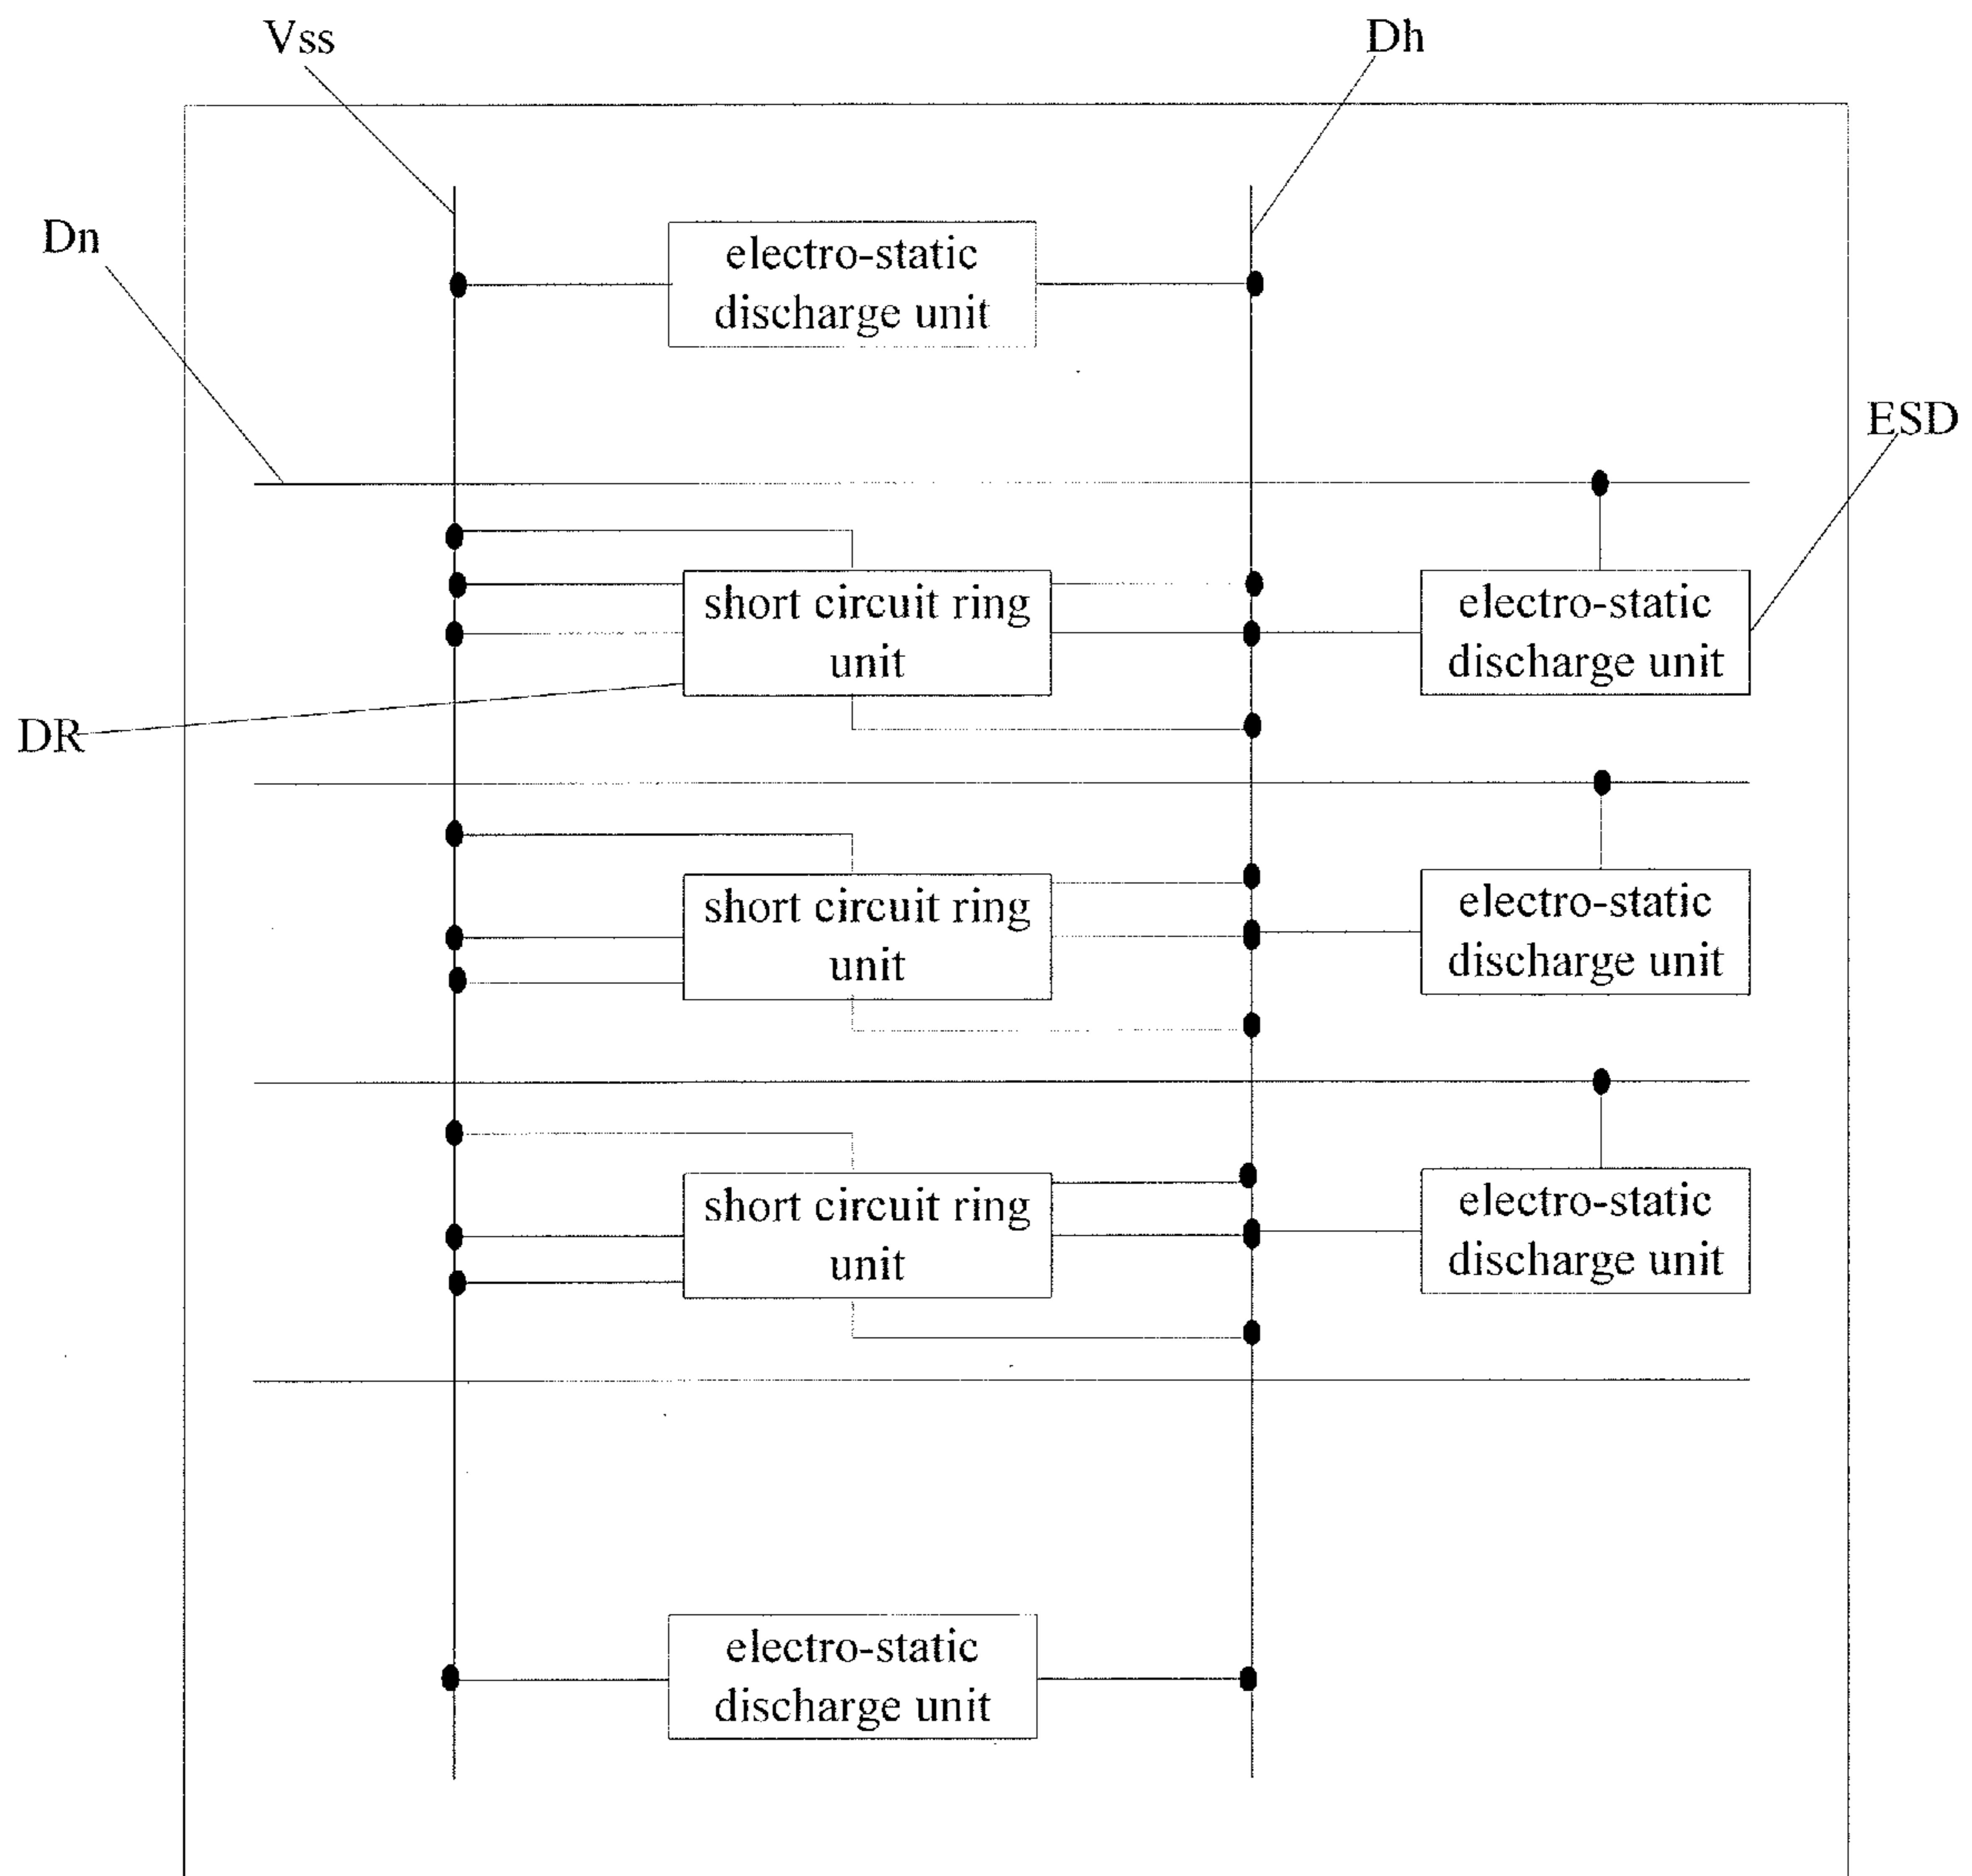 Vss
Dh
Dn
electro-static
discharge unit
ESD
short circuit ring
unit
electro-static
discharge unit
DR
short circuit ring
unit
electro-static
discharge unit
short circuit ring
unit
electro-static
discharge unit
electro-static
discharge unit